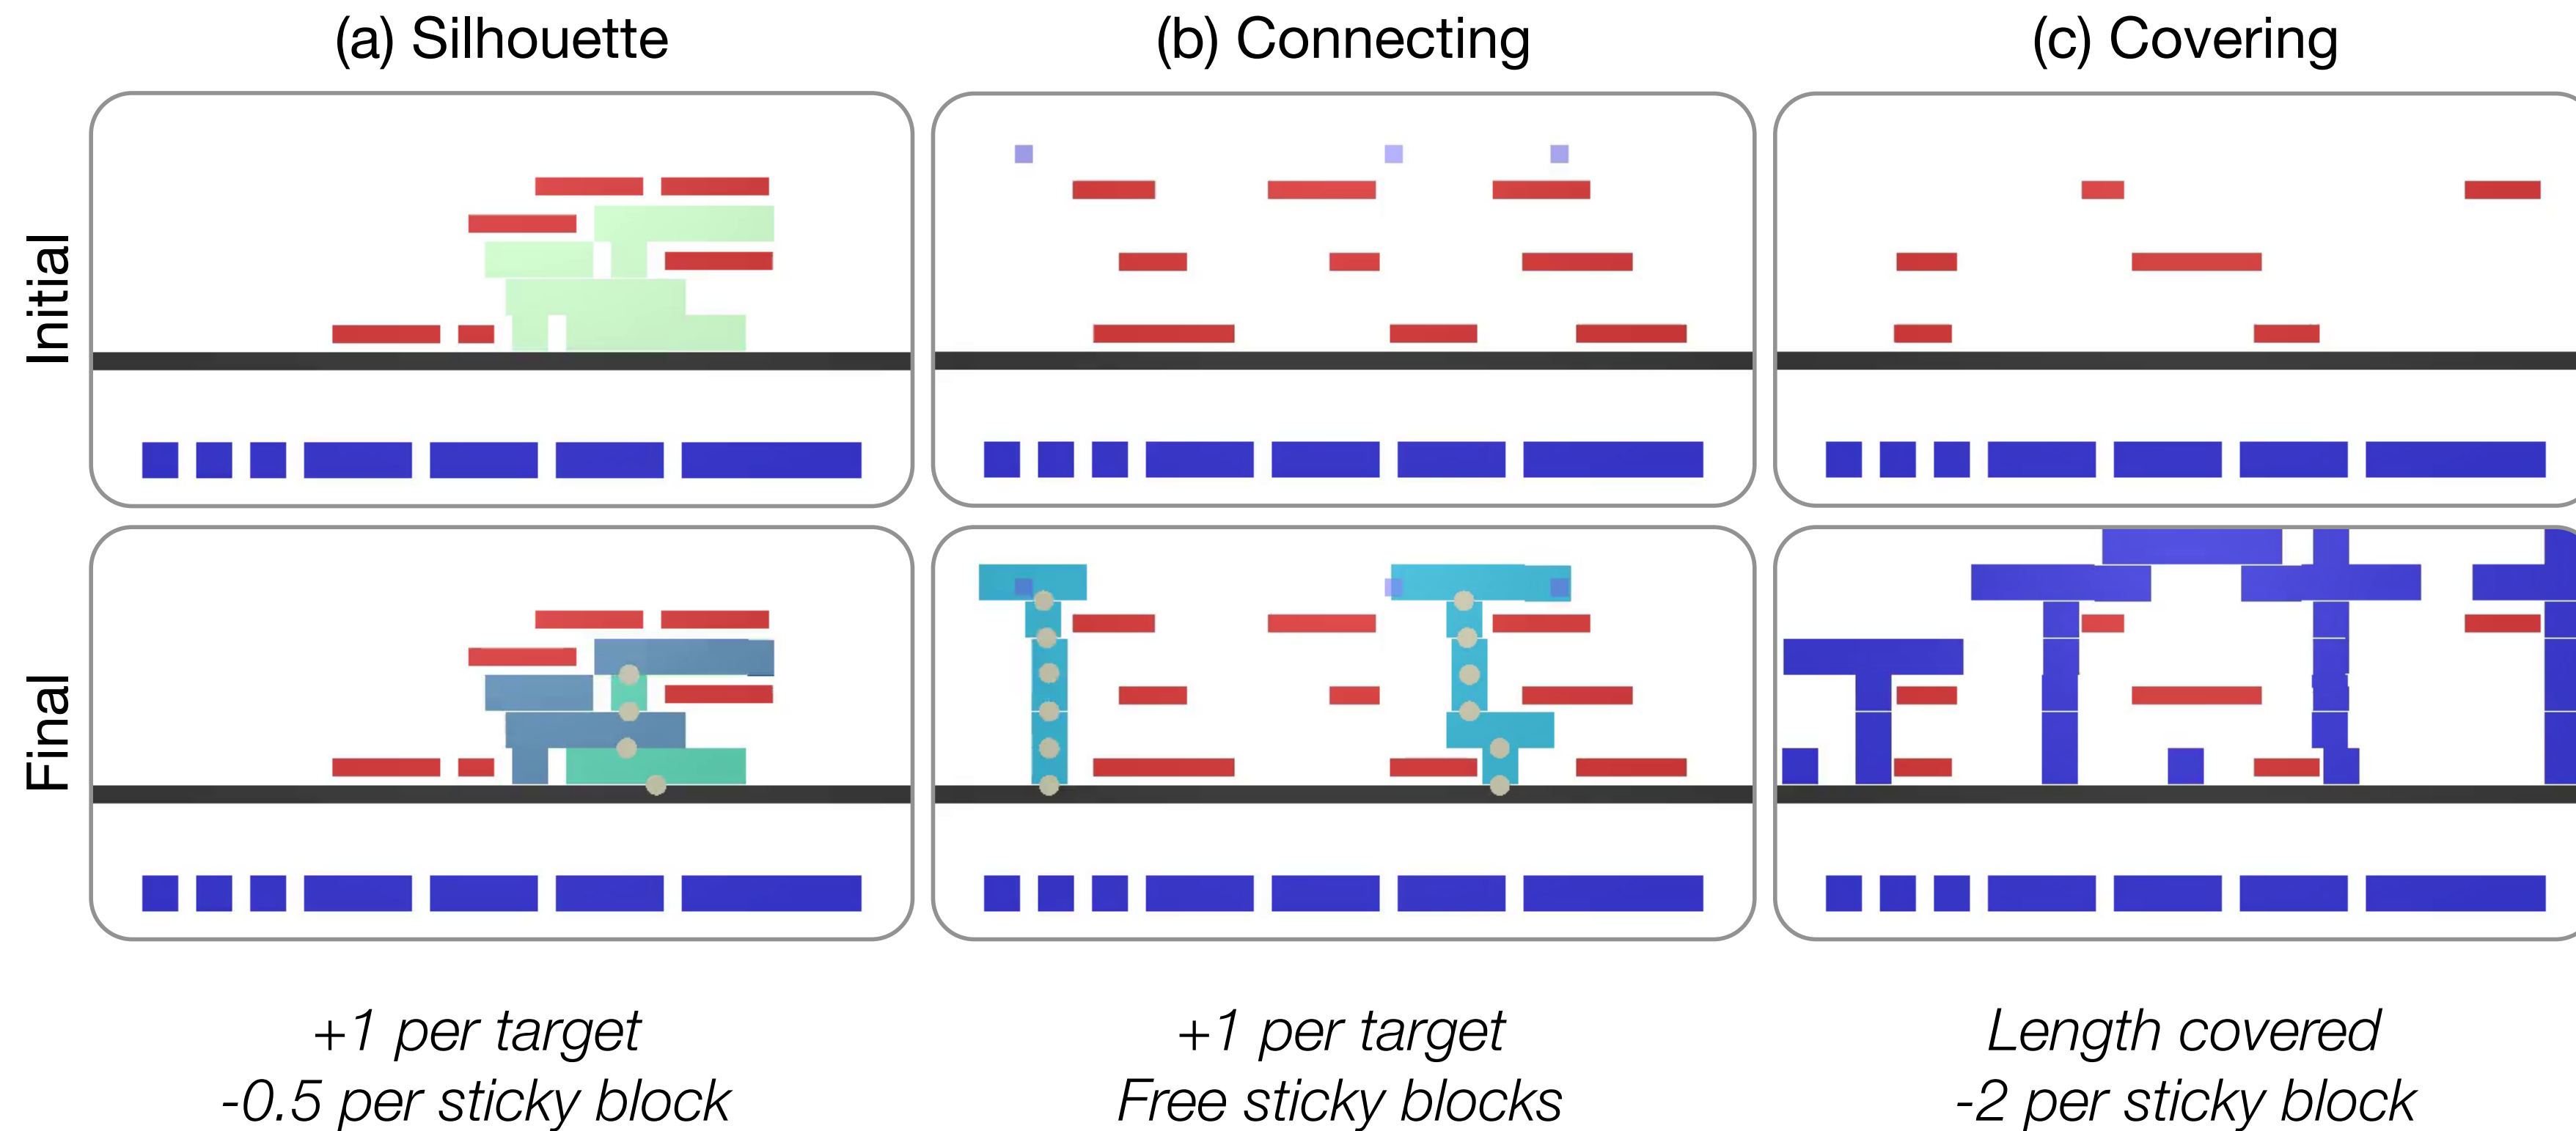 (a) Silhouette
(b) Connecting
(c) Covering
Initial
Final
+1 per target
-0.5 per sticky block
+1 per target
Free sticky blocks
Length covered
-2 per sticky block